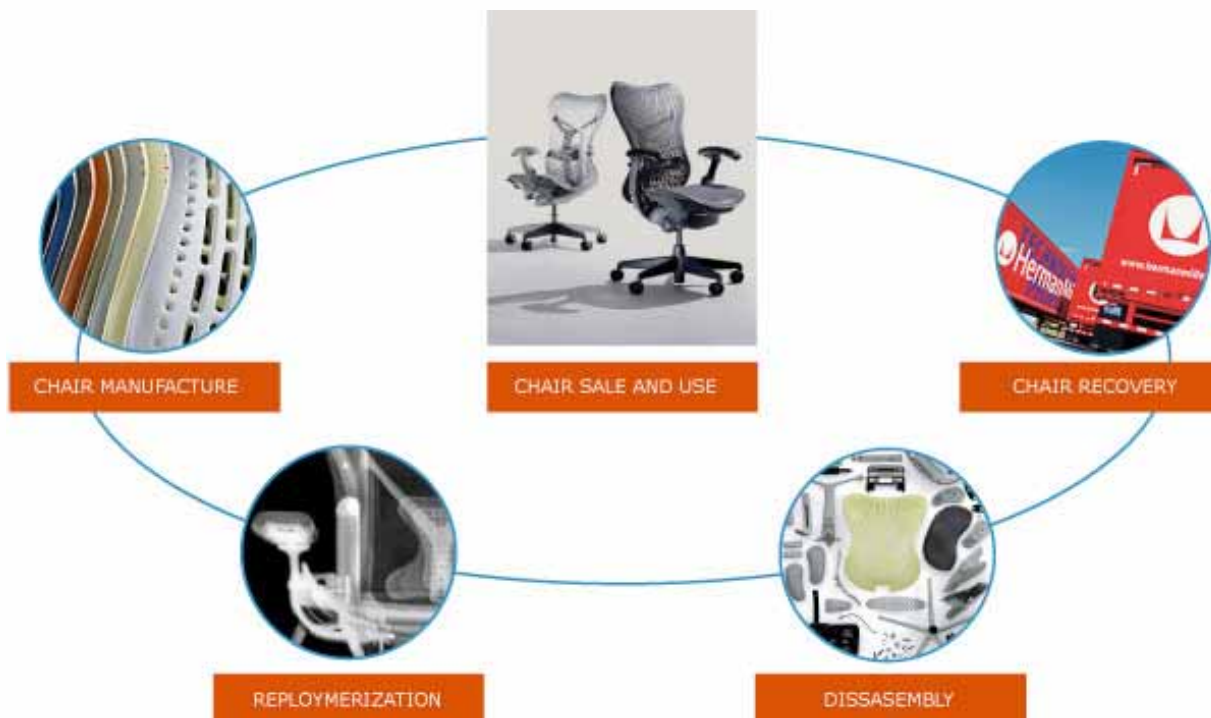 CHAIR MANUFACTURE
CHAIR SALE AND USE
CHAIR RECOVERY
REPLOYMERIZATION
DISSASEMBLY